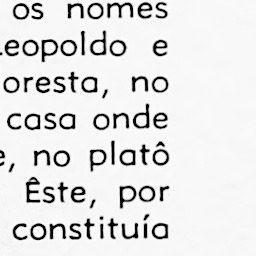 os nomes
eopoldo e
oresta, no
casa onde
, no platô
Êste, por
constituía